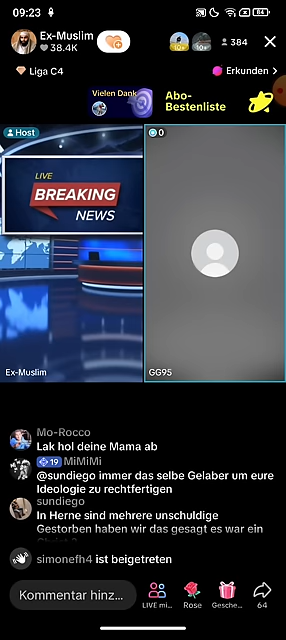 09:23
84
Ex-Muslim
38.4K
10+
10+
384
Liga C4
Erkunden
Vielen Dank
Abo-
Bestenliste
Host
0
LIVE
BREAKING
NEWS
Ex-Muslim
GG95
Mo-Rocco
Lak hol deine Mama ab
19 MiMiMi
@sundiego immer das selbe Gelaber um eure
Ideologie zu rechtfertigen
sundiego
In Herne sind mehrere unschuldige
Gestorben haben wir das gesagt es war ein
simonefh4 ist beigetreten
Kommentar hinz...
LIVE mi...
Rose
Gesche...
64